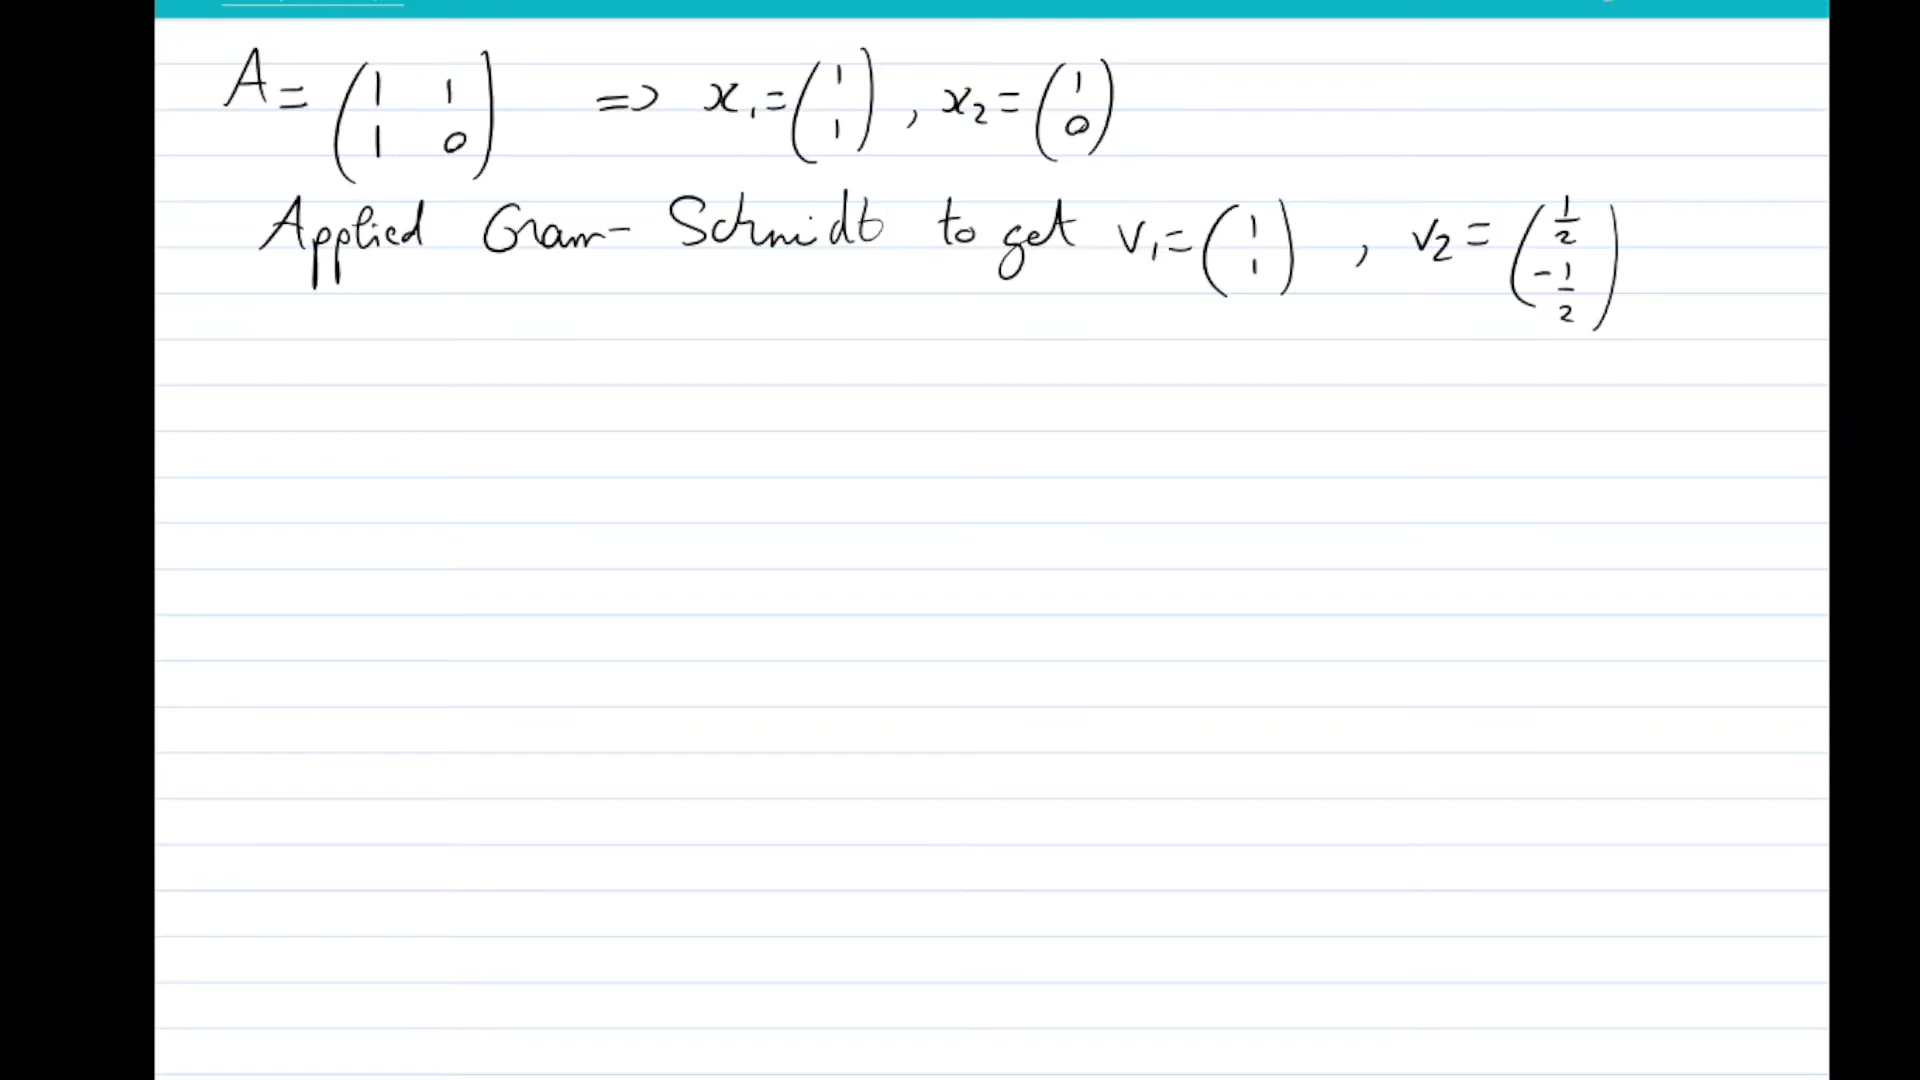 A = (1 1 1 0) => x₁ = (1 1), x₂ = (1 0)
Applied Gram-Schmidt to get v₁ = (1 1), v₂ = (1/2 -1/2)